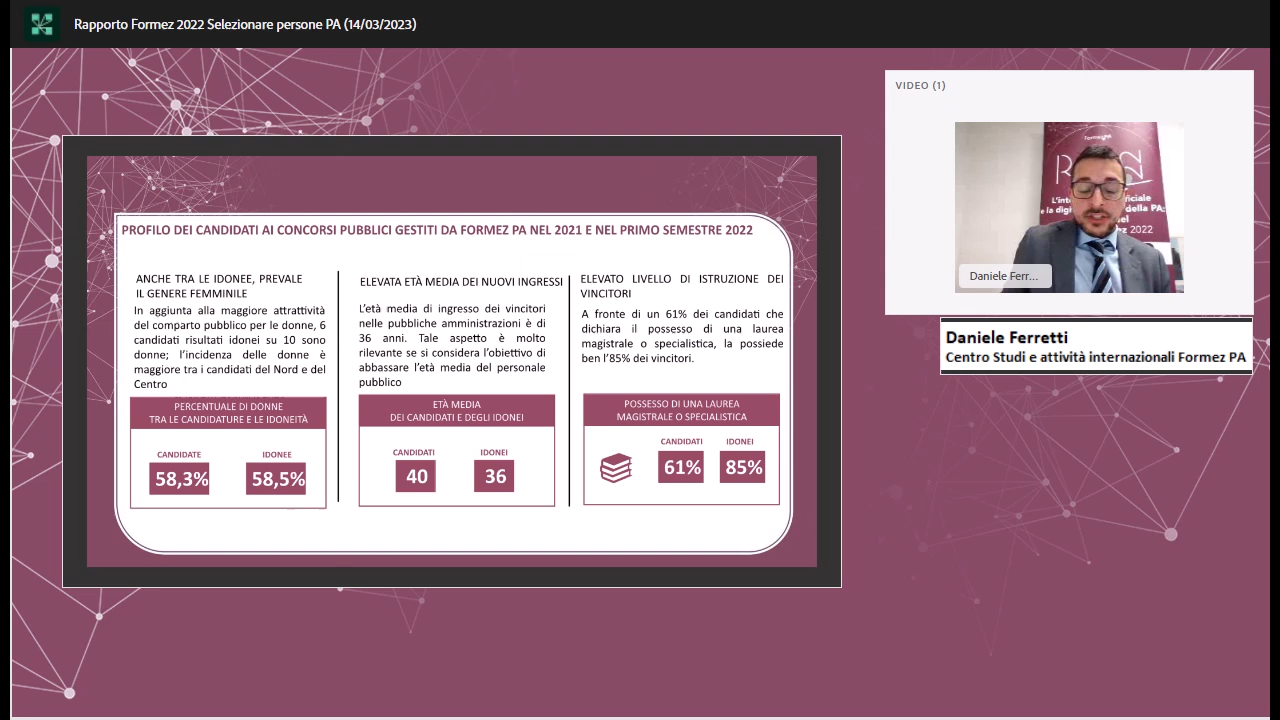 Rapporto Formez 2022 Selezionare persone PA (14/03/2023)
PROFILO DEI CANDIDATI AI CONCORSI PUBBLICI GESTITI DA FORMEZ PA NEL 2021 E NEL PRIMO SEMESTRE 2022
ANCHE TRA LE IDONEE, PREVALE
IL GENERE FEMMINILE
In aggiunta alla maggiore attrattività
del comparto pubblico per le donne, 6
candidati risultati idonei su 10 sono
donne; l'incidenza delle donne è
maggiore tra i candidati del Nord e del
Centro
PERCENTUALE DI DONNE
TRA LE CANDIDATURE E LE IDONEITÀ
CANDIDATE IDONEE
58,3% 58,5%
ELEVATA ETÀ MEDIA DEI NUOVI INGRESSI
L'età media di ingresso dei vincitori
nelle pubbliche amministrazioni è di
36 anni. Tale aspetto è molto
rilevante se si considera l'obiettivo di
abbassare l'età media del personale
pubblico
ETÀ MEDIA
DEI CANDIDATI E DEGLI IDONEI
CANDIDATI IDONEI
40 36
ELEVATO LIVELLO DI ISTRUZIONE DEI
VINCITORI
A fronte di un 61% dei candidati che
dichiara il possesso di una laurea
magistrale o specialistica, la possiede
ben l'85% dei vincitori.
POSSESSO DI UNA LAUREA
MAGISTRALE O SPECIALISTICA
CANDIDATI IDONEI
61% 85%
VIDEO (1)
della PA:
2022
Daniele Ferr...
Daniele Ferretti
Centro Studi e attività internazionali Formez PA